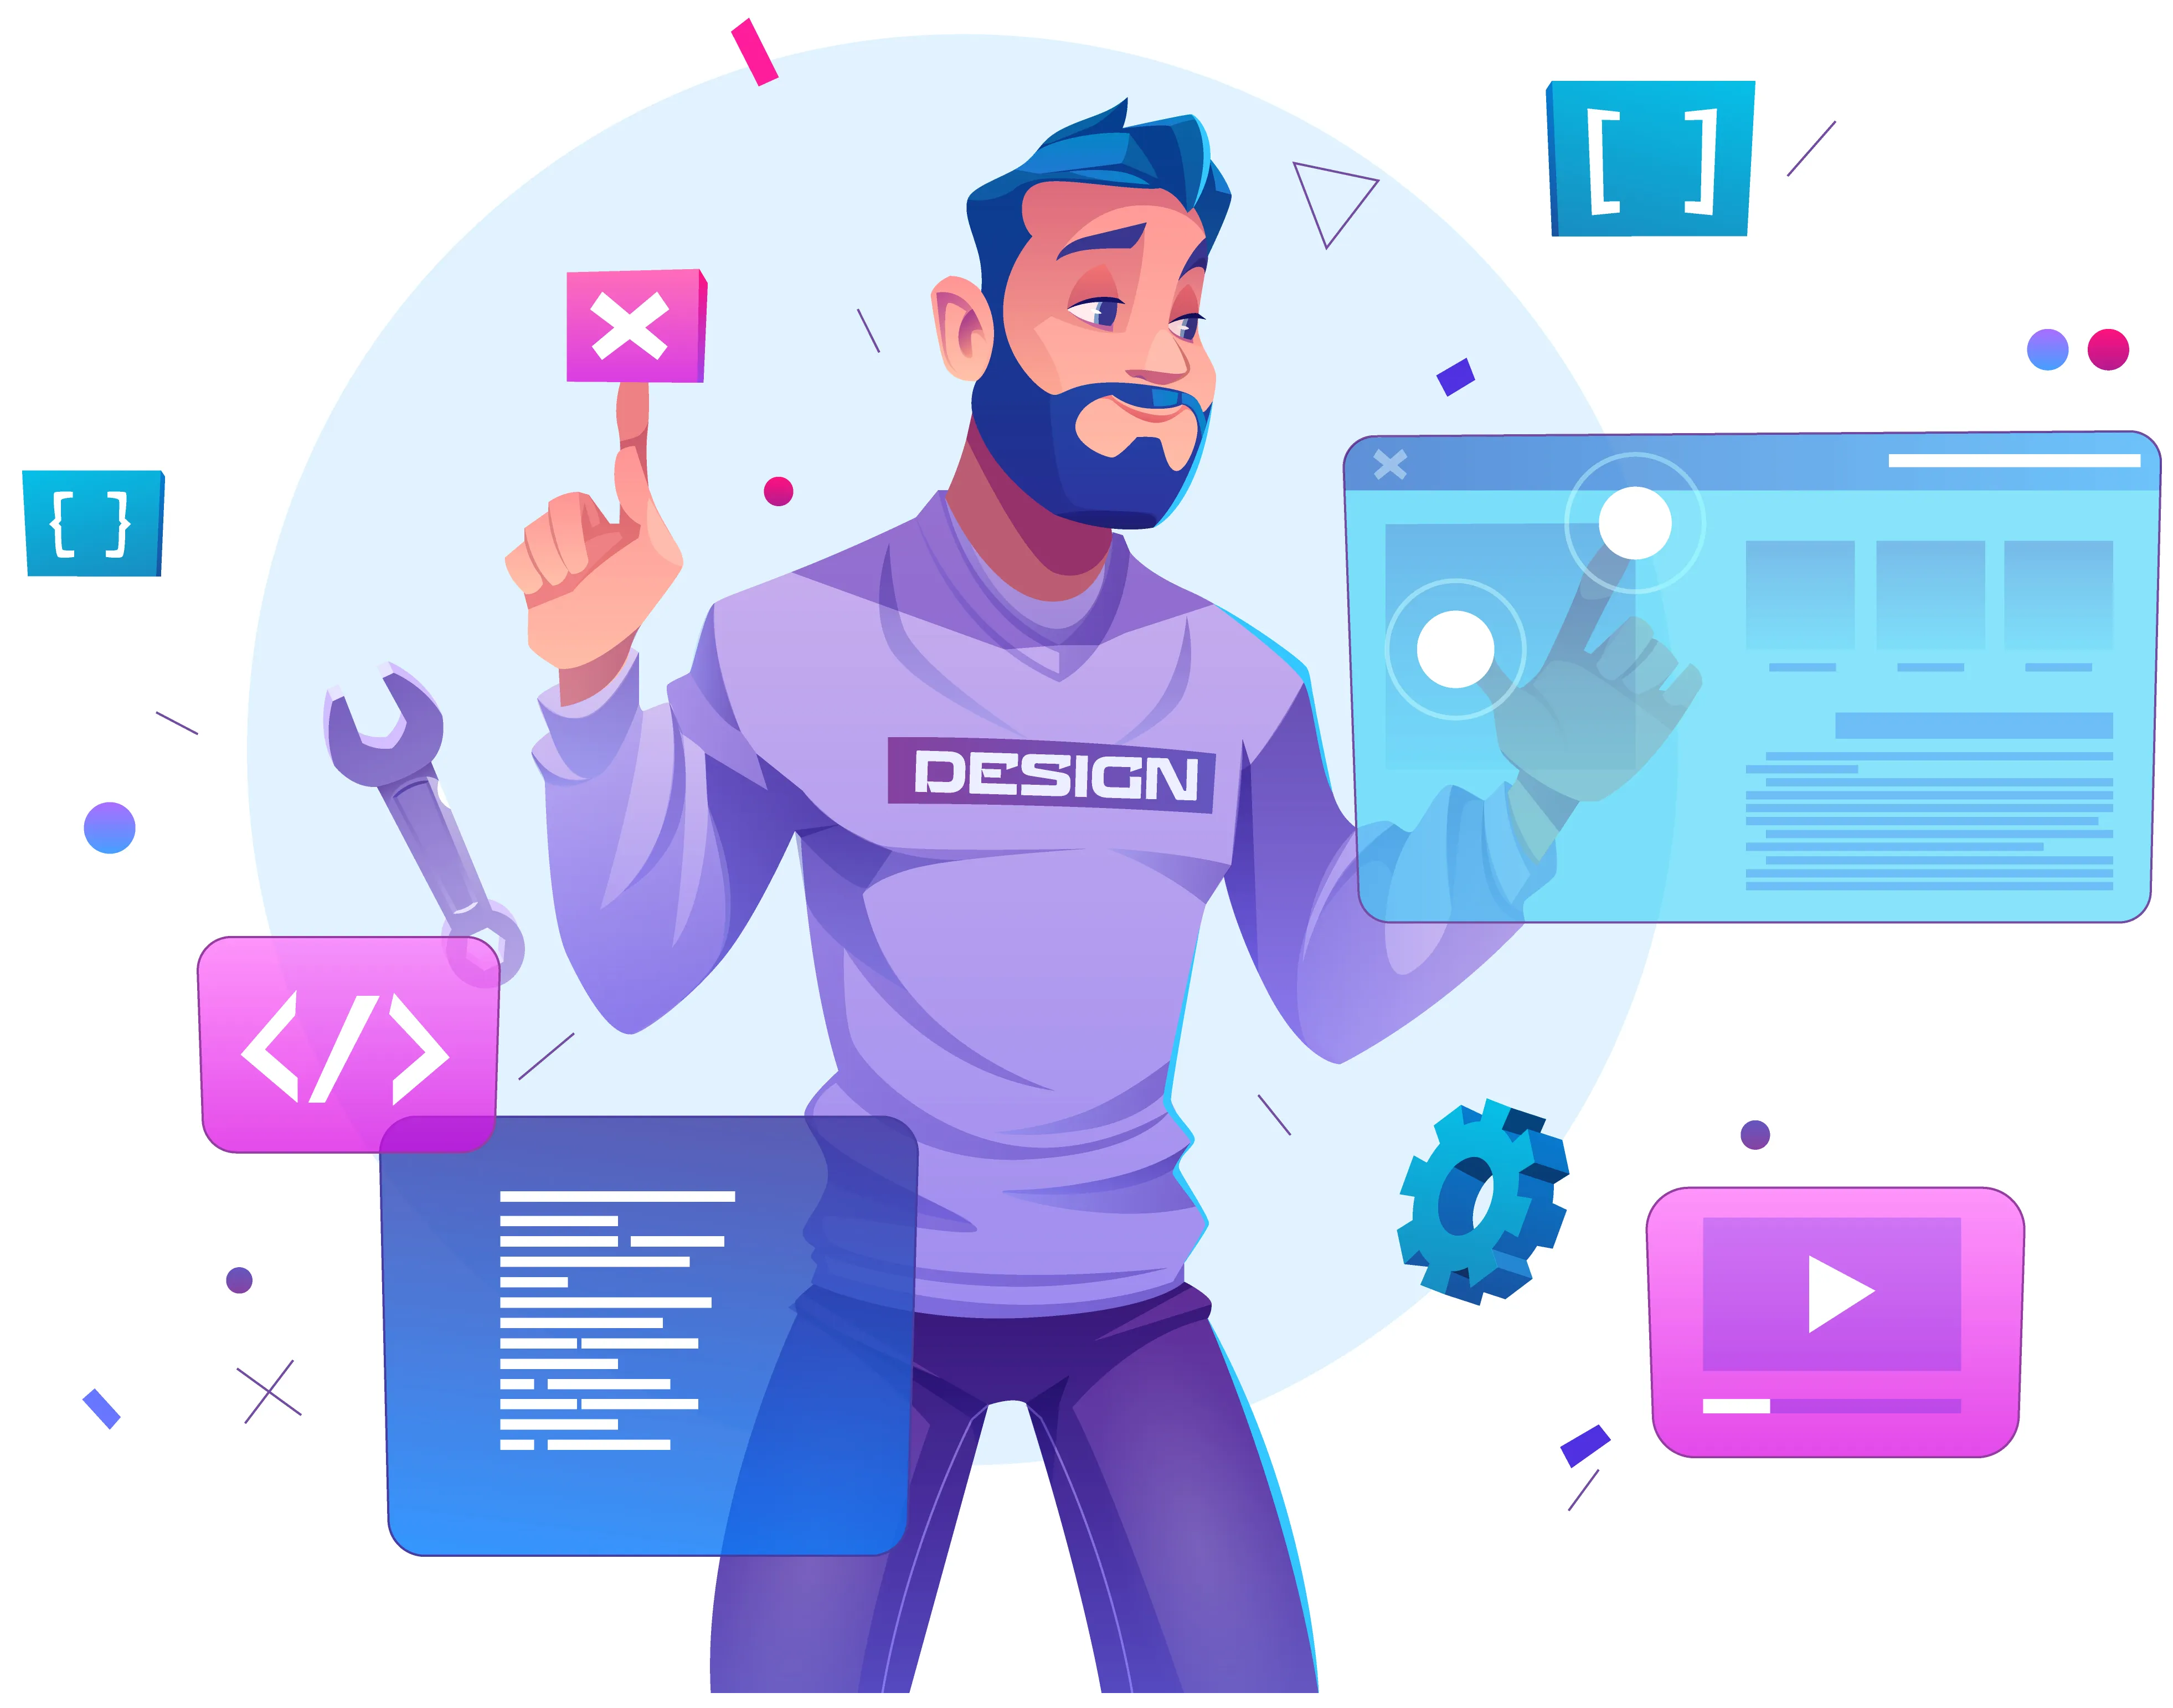 [ ]
{ }
DESIGN
</>